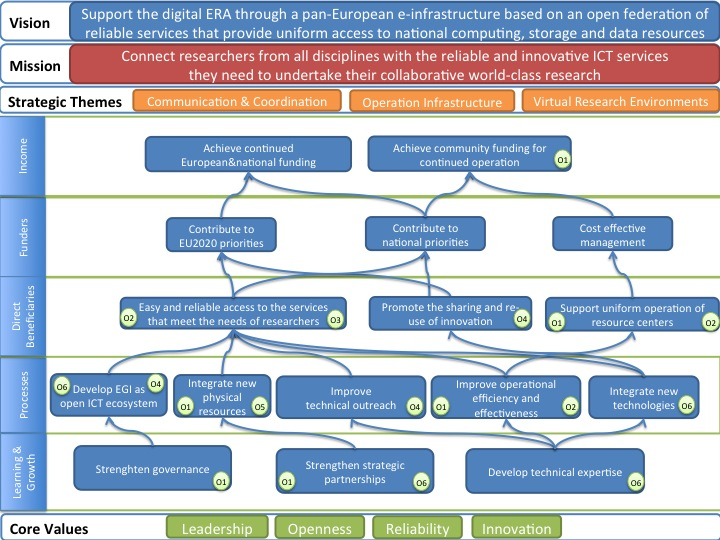 Vision
Support the digital ERA through a pan-European e-infrastructure based on an open federation of
reliable services that provide uniform access to national computing, storage and data resources
Mission
Connect researchers from all disciplines with the reliable and innovative ICT services
they need to undertake their collaborative world-class research
Strategic Themes
Communication & Coordination
Operation Infrastructure
Virtual Research Environments
Income
Achieve continued
European&national funding
Achieve community funding for
continued operation
O1
Funders
Contribute to
EU2020 priorities
Contribute to
national priorities
Cost effective
management
Direct
Beneficiaries
O2
Easy and reliable access to the services
that meet the needs of researchers
O3
Promote the sharing and re-
use of innovation
O4
Support uniform operation of
resource centers
O1
O2
Processes
O6
Develop EGI as
open ICT ecosystem
O4
Integrate new
physical
resources
O1
O5
Improve
technical outreach
O4
Improve operational
efficiency and
effectiveness
O1
O2
Integrate new
technologies
O6
Learning &
Growth
Strenghten governance
O1
Strengthen strategic
partnerships
O1
O6
Develop technical expertise
O6
Core Values
Leadership
Openness
Reliability
Innovation